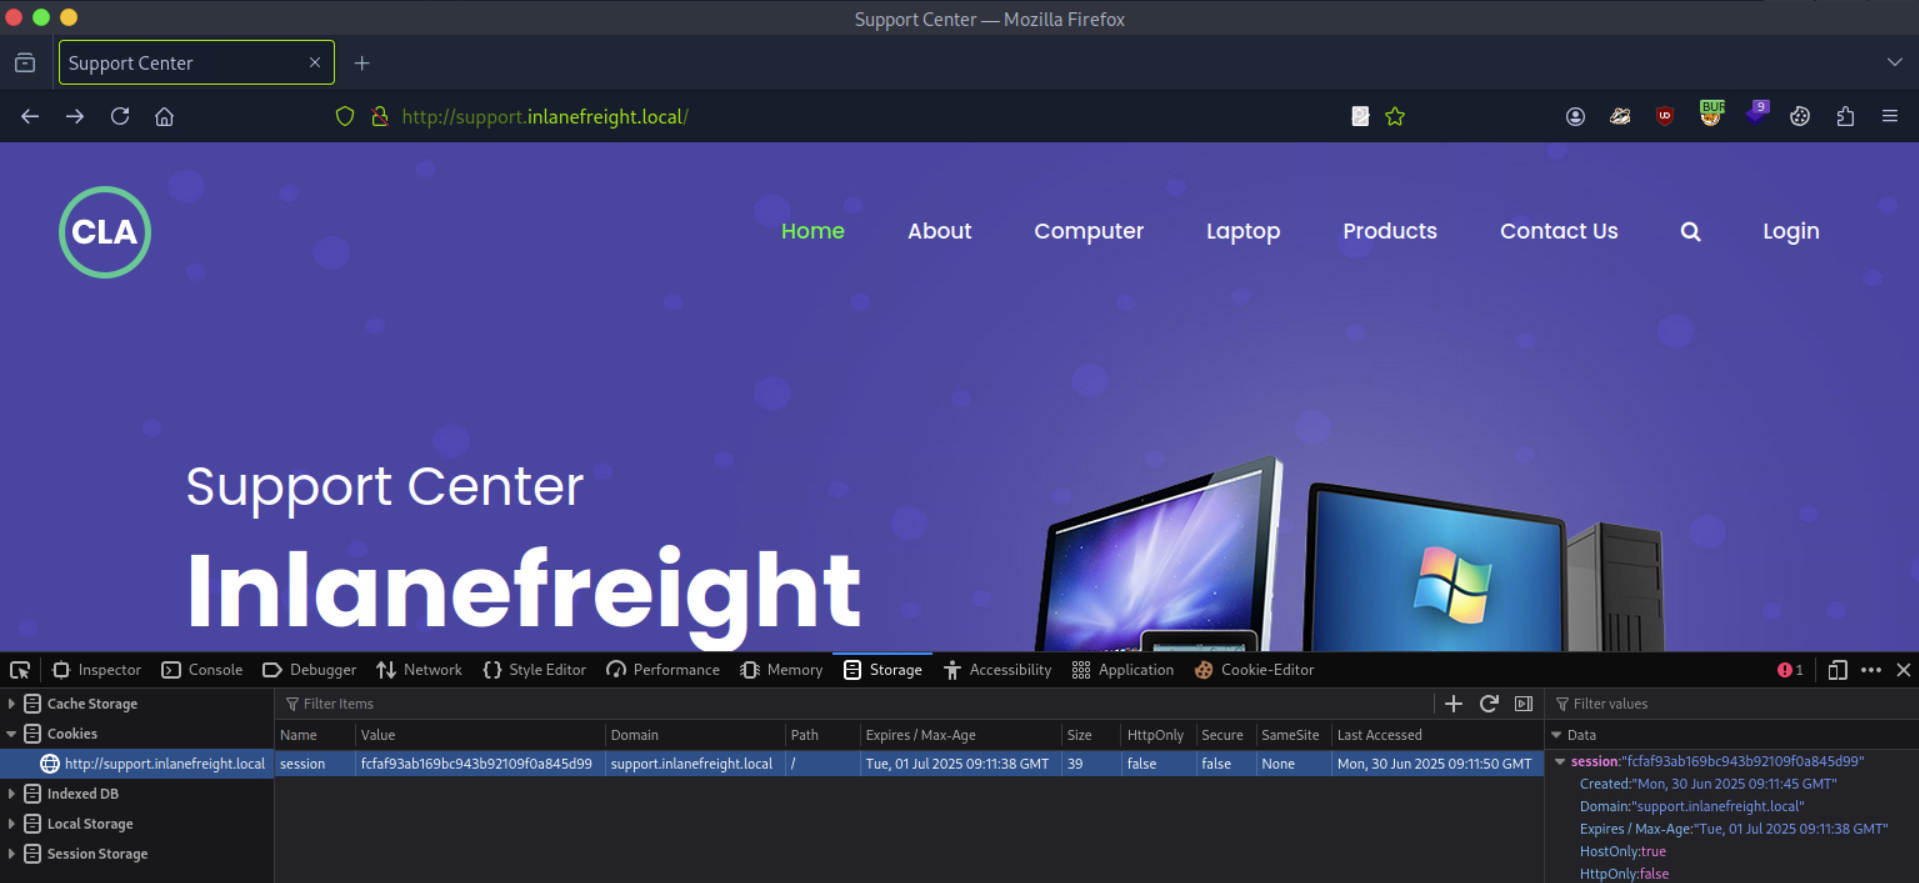 Support Center — Mozilla Firefox
Support Center
http://support.inlanefreight.local/
BUF
9
CLA
Home About Computer Laptop Products Contact Us Login
Support Center
Inlanefreight
Inspector Console Debugger Network Style Editor Performance Memory Storage Accessibility Application Cookie-Editor 1
Cache Storage Filter Items Filter values
Cookies Name Value Domain Path Expires / Max-Age Size HttpOnly Secure SameSite Last Accessed Data
http://support.inlanefreight.local session fcfaf93ab169bc943b92109f0a845d99 support.inlanefreight.local / Tue, 01 Jul 2025 09:11:38 GMT 39 false false None Mon, 30 Jun 2025 09:11:50 GMT session:"fcfaf93ab169bc943b92109f0a845d99"
Created:"Mon, 30 Jun 2025 09:11:45 GMT"
Indexed DB
Domain:"support.inlanefreight.local"
Local Storage Expires / Max-Age:"Tue, 01 Jul 2025 09:11:38 GMT"
Session Storage HostOnly:true
HttpOnly:false